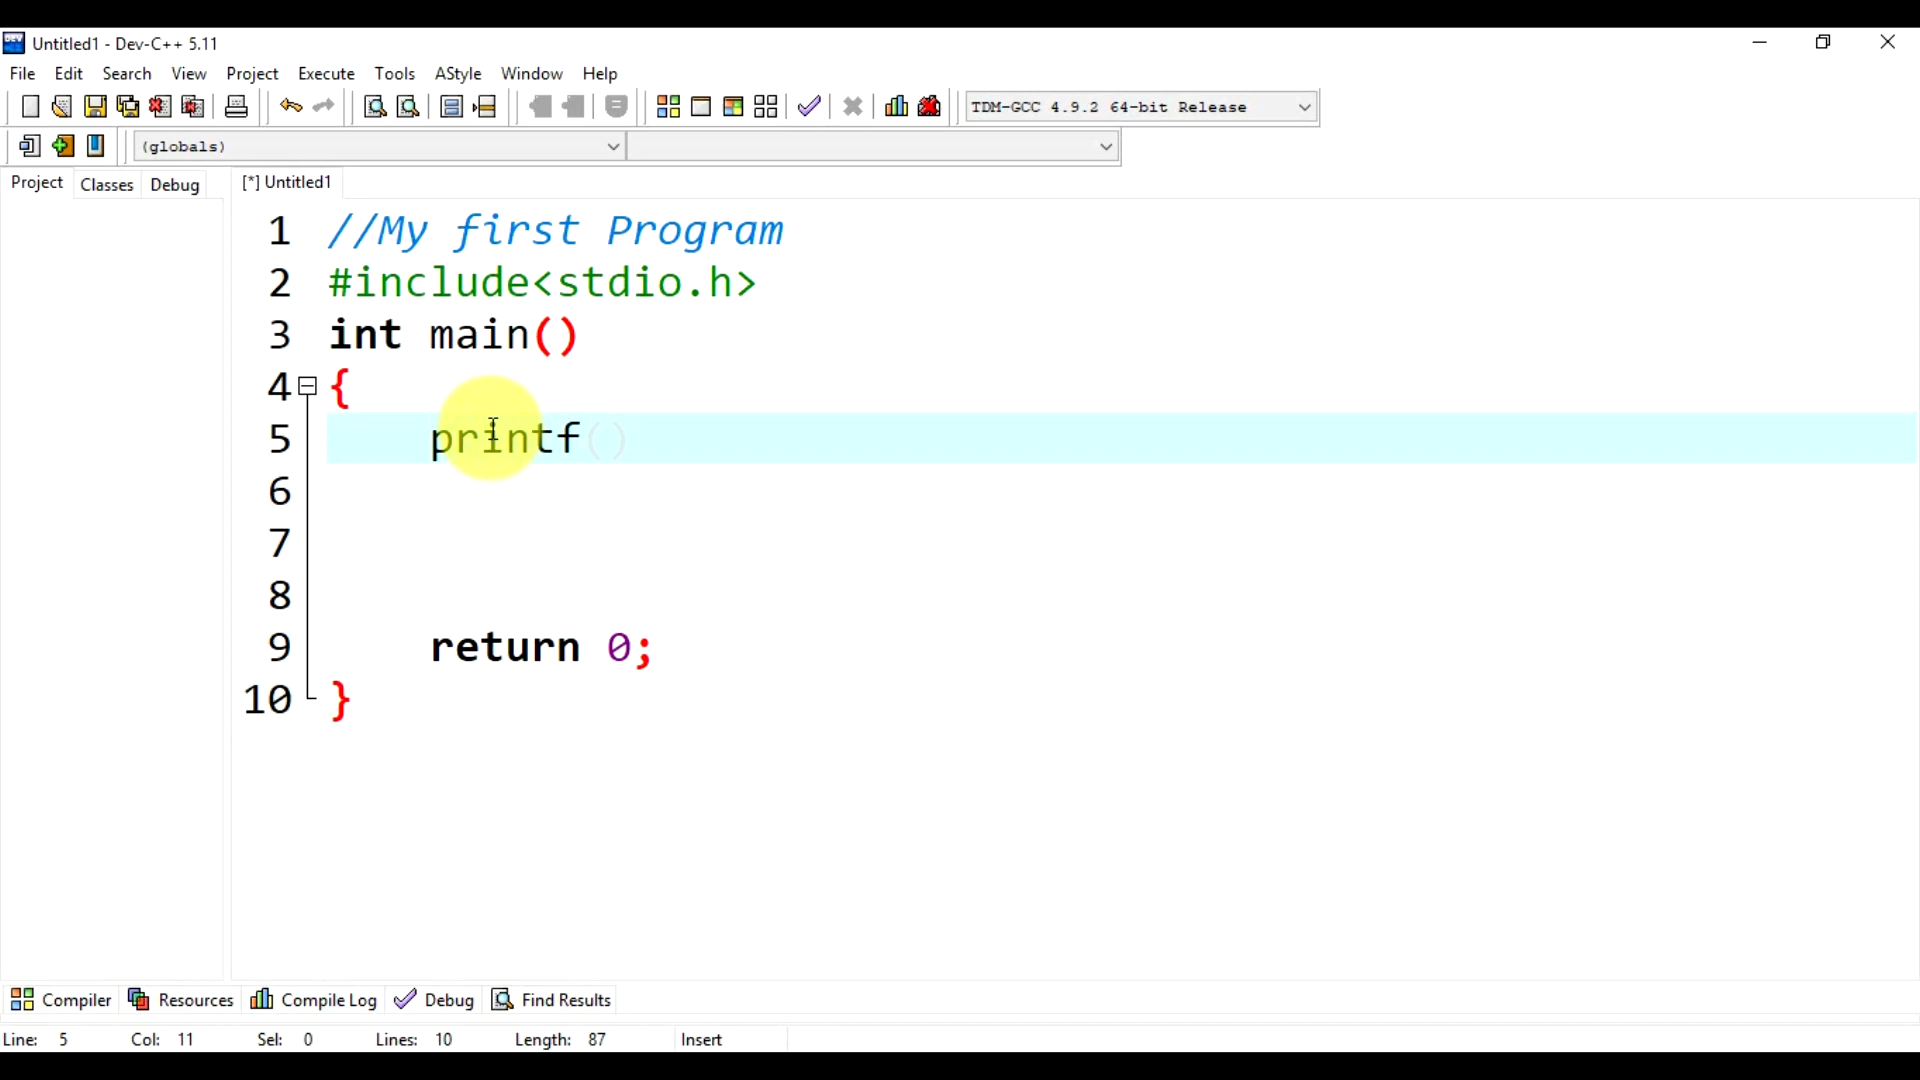 Untitled1 - Dev-C++ 5.11
File Edit Search View Project Execute Tools AStyle Window Help
TDM-GCC 4.9.2 64-bit Release
(globals)
Project Classes Debug [*] Untitled1
1 //My first Program
2 #include<stdio.h>
3 int main()
4 {
5 printf()
6
7
8
9 return 0;
10 }
Compiler Resources Compile Log Debug Find Results
Line: 5 Col: 11 Sel: 0 Lines: 10 Length: 87 Insert